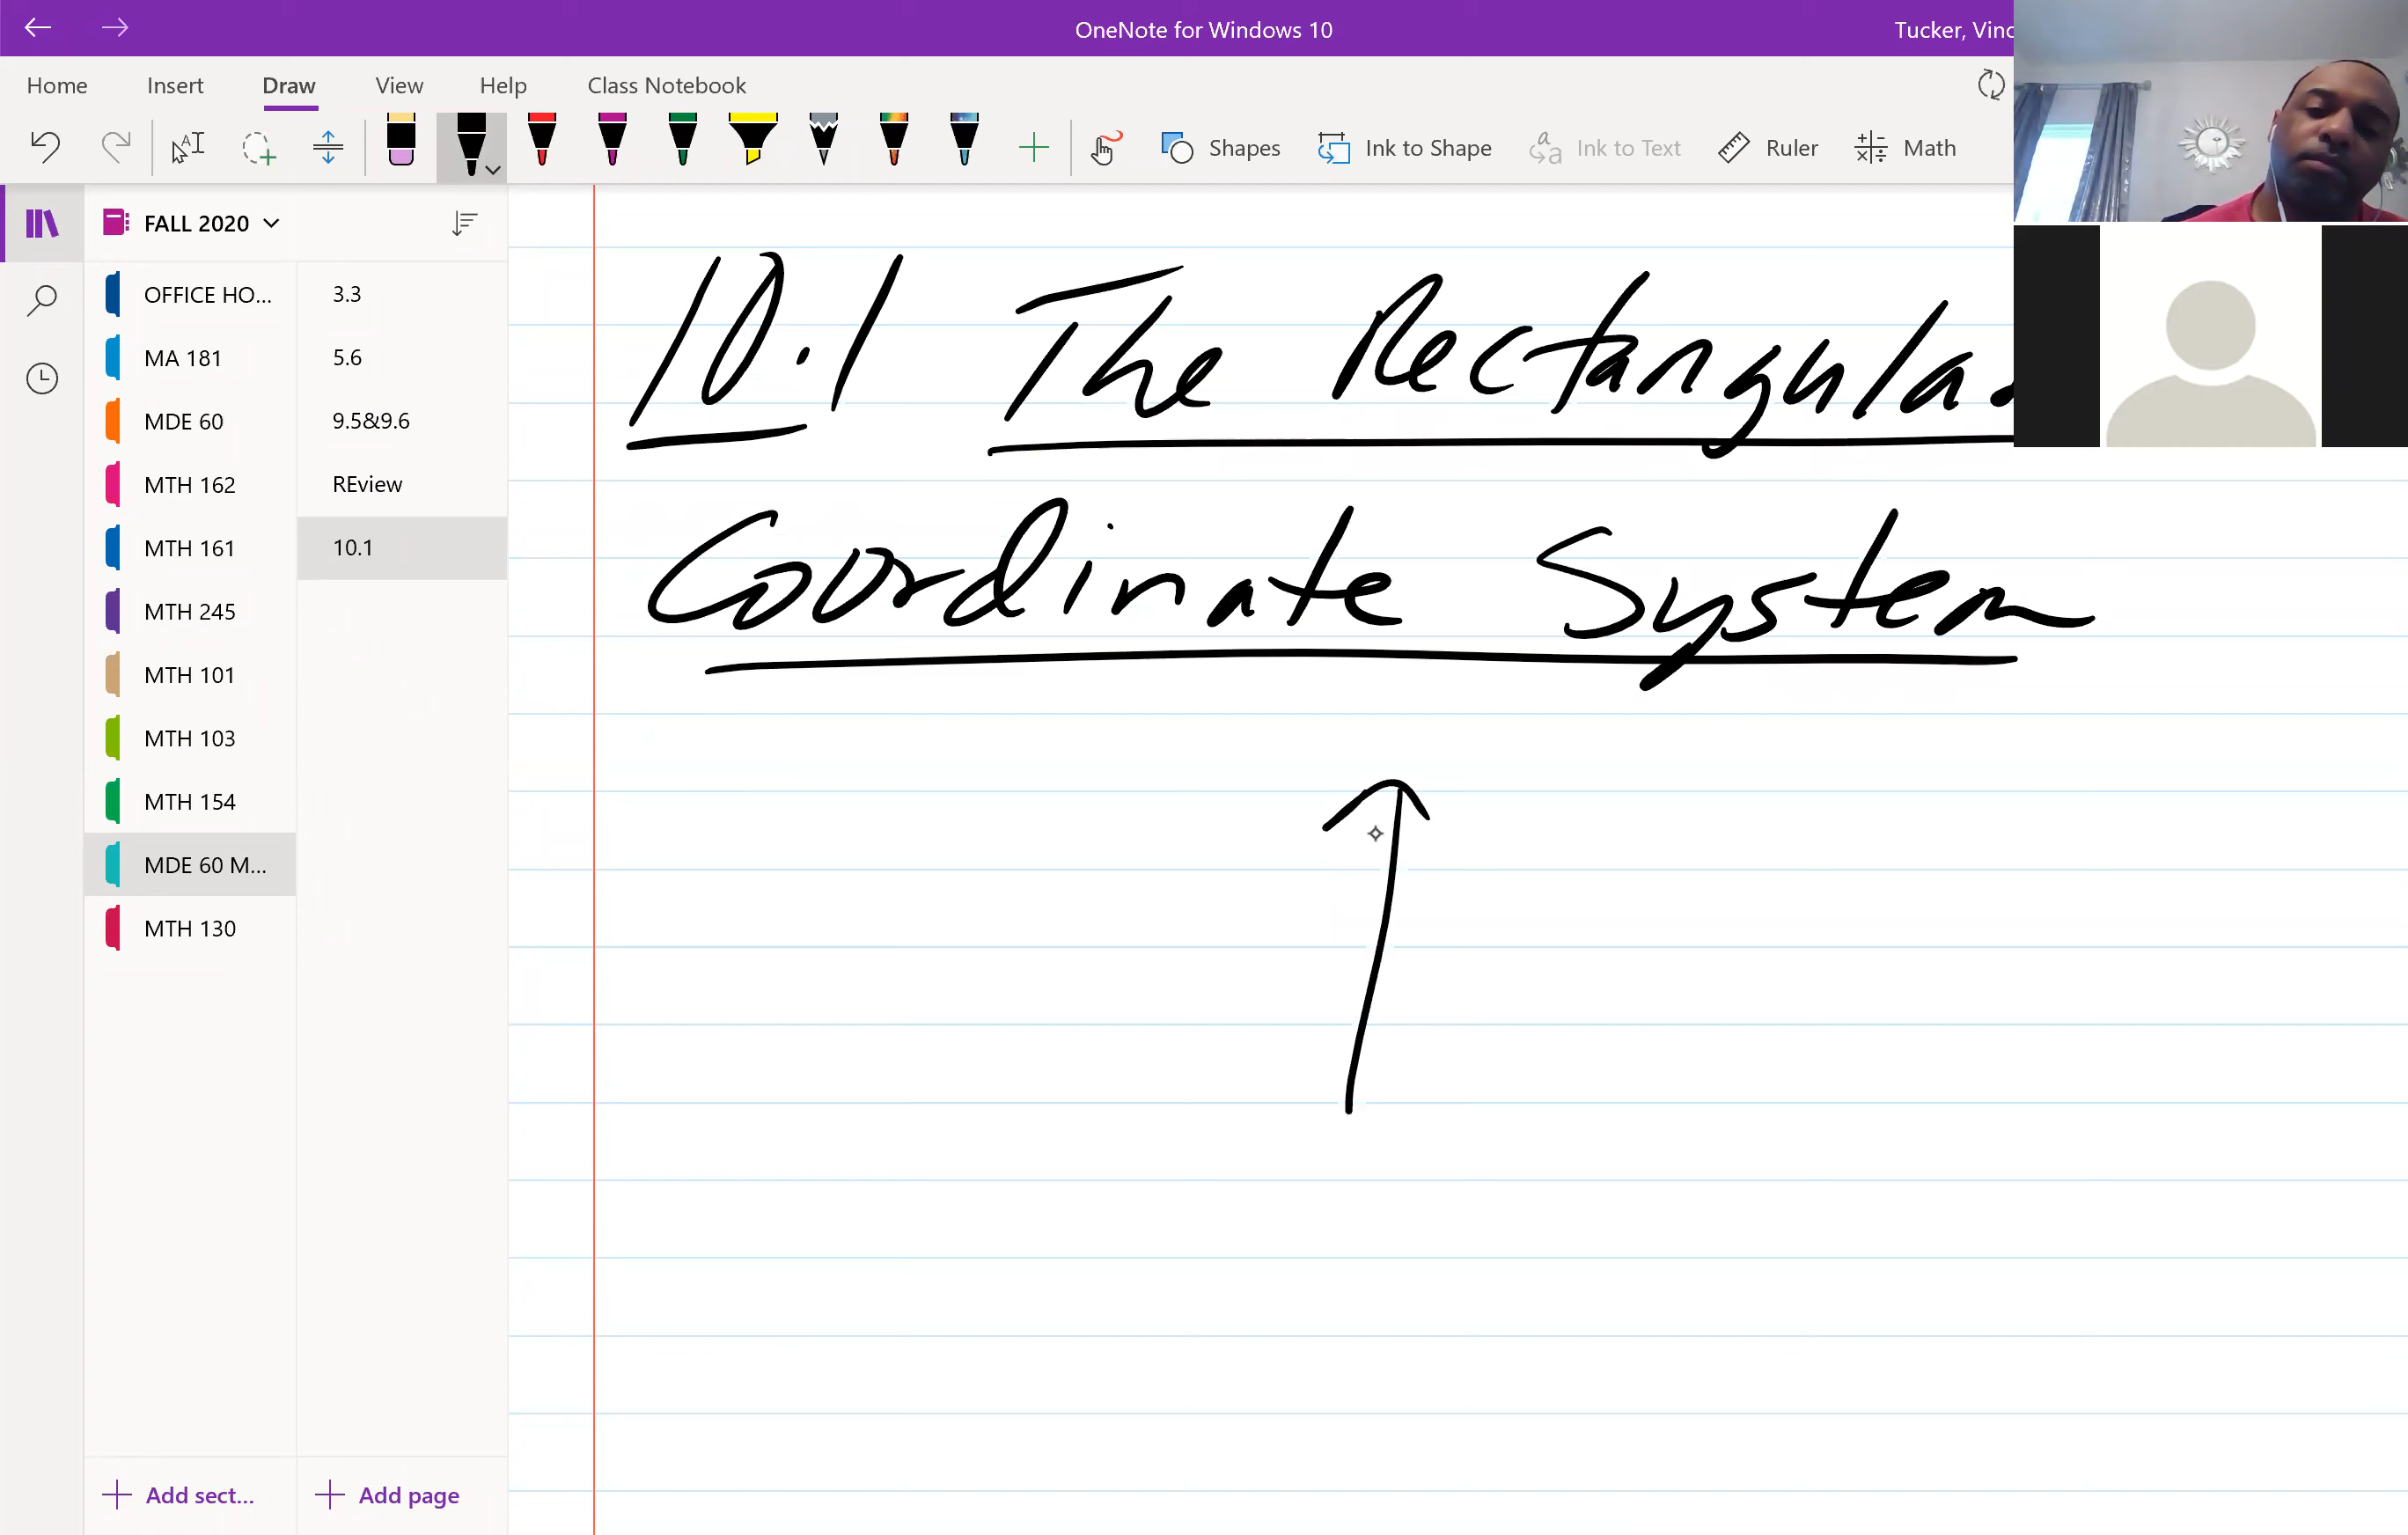 OneNote for Windows 10
Tucker, Vinc
Home Insert Draw View Help Class Notebook
Shapes Ink to Shape Ink to Text Ruler Math
FALL 2020
OFFICE HO...
MA 181
MDE 60
MTH 162
MTH 161
MTH 245
MTH 101
MTH 103
MTH 154
MDE 60 M...
MTH 130
Add sect...
3.3
5.6
9.5&9.6
REview
10.1
Add page
10.1 The Rectangular
Coordinate System